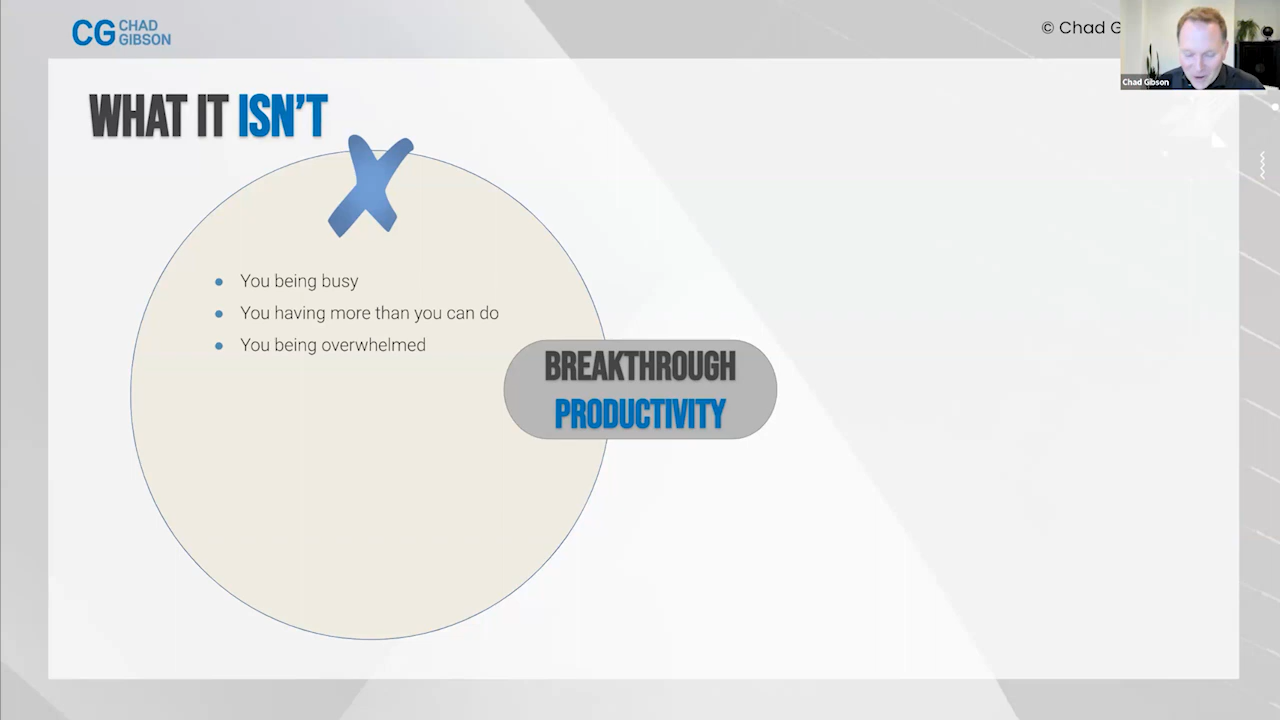 CG CHAD
GIBSON
© Chad G
Chad Gibson
WHAT IT ISN'T
X
You being busy
You having more than you can do
You being overwhelmed
BREAKTHROUGH
PRODUCTIVITY